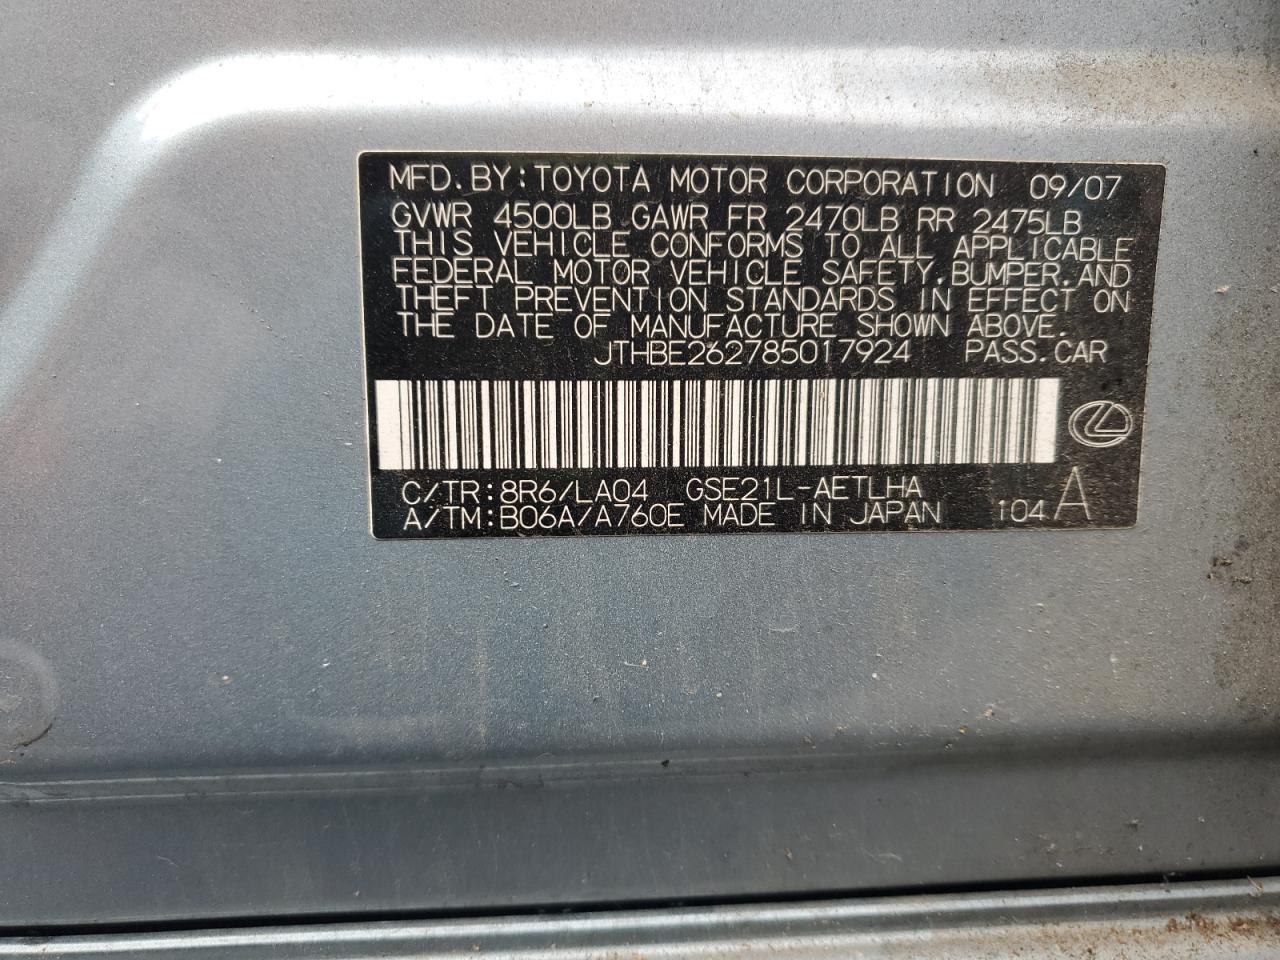 MFD.BY:TOYOTA MOTOR CORPORATION 09/07
GVWR 4500LB GAWR FR 2470LB RR 2475LB
THIS VEHICLE CONFORMS TO ALL APPLICABLE
FEDERAL MOTOR VEHICLE SAFETY,BUMPER,AND
THEFT PREVENTION STANDARDS IN EFFECT ON
THE DATE OF MANUFACTURE SHOWN ABOVE.
JTHBE262785017924 PASS.CAR
C/TR:8R6/LA04 GSE21L-AETLHA
A/TM:B06A/A760E MADE IN JAPAN 104 A